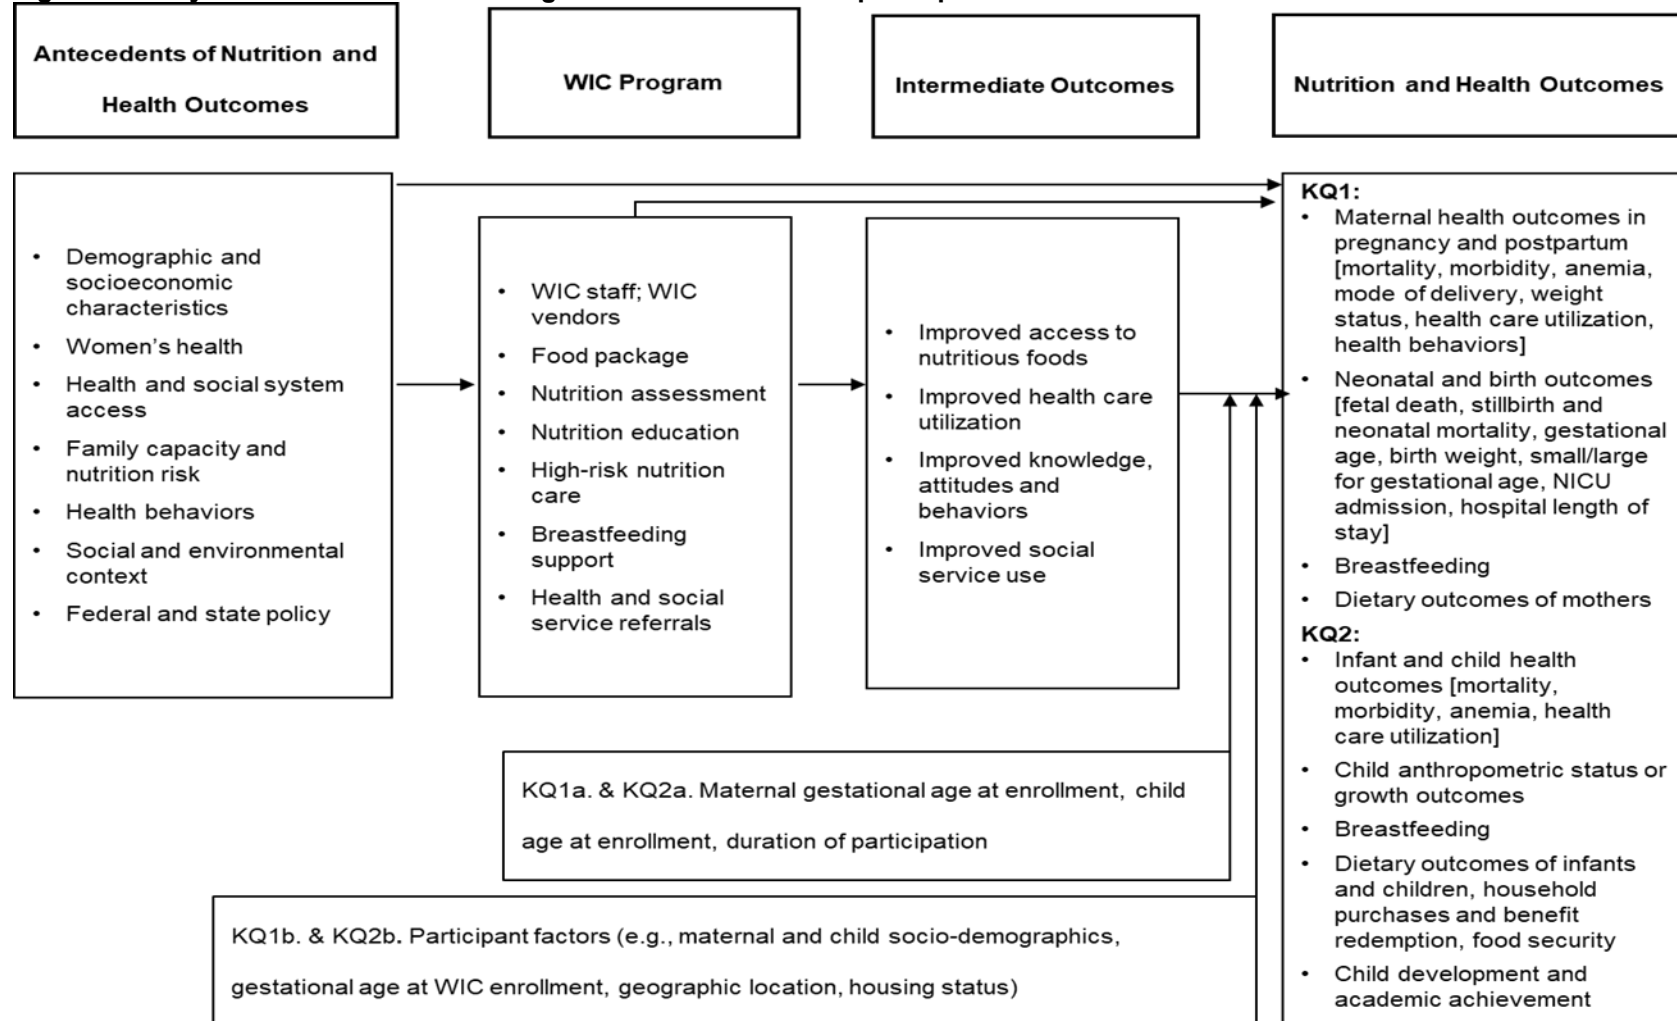 Antecedents of Nutrition and
Health Outcomes
WIC Program
Intermediate Outcomes
Nutrition and Health Outcomes
• Demographic and
socioeconomic
characteristics
• Women's health
• Health and social system
access
• Family capacity and
nutrition risk
• Health behaviors
• Social and environmental
context
• Federal and state policy
• WIC staff; WIC
vendors
• Food package
• Nutrition assessment
• Nutrition education
• High-risk nutrition
care
• Breastfeeding
support
• Health and social
service referrals
• Improved access to
nutritious foods
• Improved health care
utilization
• Improved knowledge,
attitudes and
behaviors
• Improved social
service use
KQ1:
• Maternal health outcomes in
pregnancy and postpartum
[mortality, morbidity, anemia,
mode of delivery, weight
status, health care utilization,
health behaviors]
• Neonatal and birth outcomes
[fetal death, stillbirth and
neonatal mortality, gestational
age, birth weight, small/large
for gestational age, NICU
admission, hospital length of
stay]
• Breastfeeding
• Dietary outcomes of mothers
KQ2:
• Infant and child health
outcomes [mortality,
morbidity, anemia, health
care utilization]
• Child anthropometric status or
growth outcomes
• Breastfeeding
• Dietary outcomes of infants
and children, household
purchases and benefit
redemption, food security
• Child development and
academic achievement
KQ1a. & KQ2a. Maternal gestational age at enrollment, child
age at enrollment, duration of participation
KQ1b. & KQ2b. Participant factors (e.g., maternal and child socio-demographics,
gestational age at WIC enrollment, geographic location, housing status)